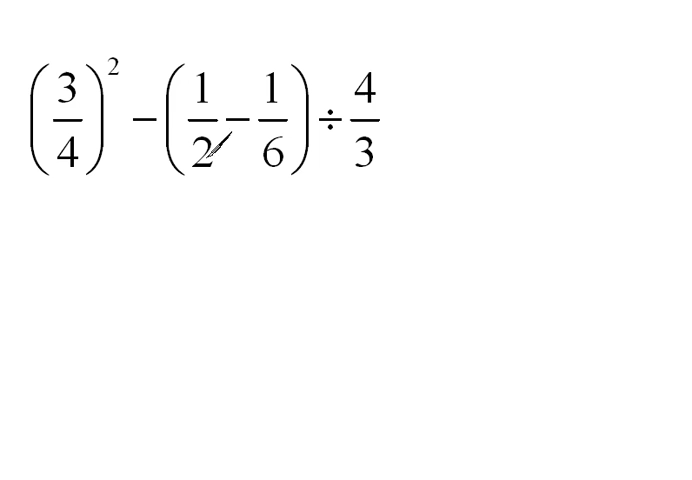 (3/4)² − (1/2 − 1/6) ÷ 4/3